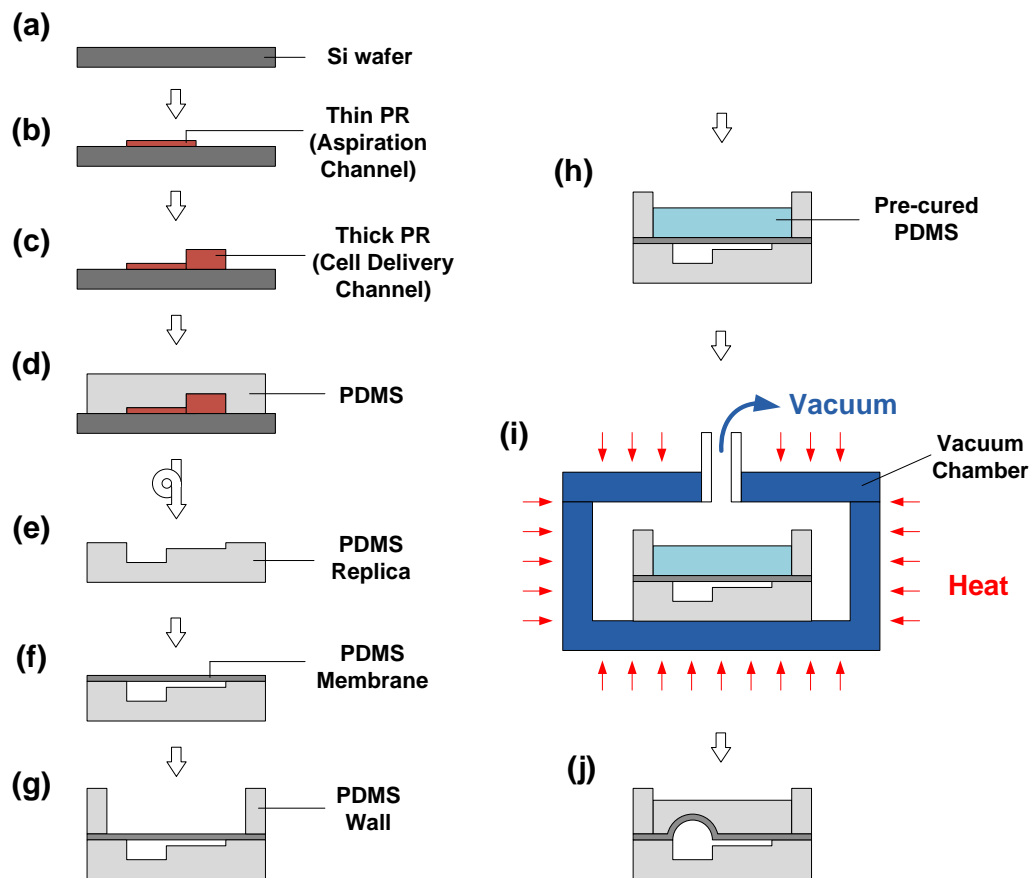 (a)
Si wafer
(b)
Thin PR
(Aspiration
Channel)
(c)
Thick PR
(Cell Delivery
Channel)
(d)
PDMS
(e)
PDMS
Replica
(f)
PDMS
Membrane
(g)
PDMS
Wall
(h)
Pre-cured
PDMS
(i)
Vacuum
Vacuum
Chamber
Heat
(j)